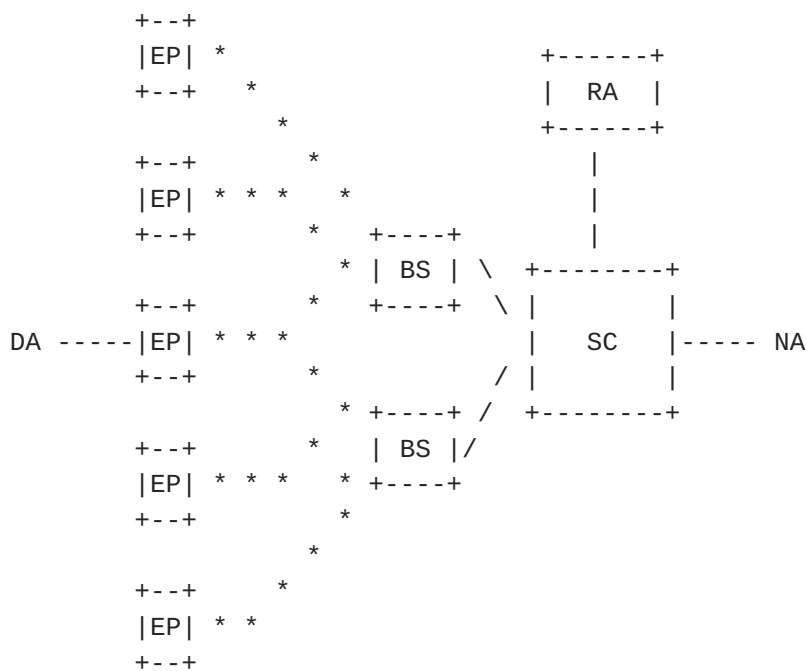 +--+
|EP| *                    +------+
+--+   *                  |  RA  |
         *                +------+
+--+       *                 |
|EP| * * *   *               |
+--+       *   +----+        |
             * | BS | \  +--------+
+--+       *   +----+  \ |        |
DA -----|EP| * * *               |   SC   |----- NA
+--+       *           / |        |
             * +----+ /  +--------+
+--+       *   | BS |/
|EP| * * *   * +----+
+--+         *
           *
+--+     *
|EP| * *
+--+